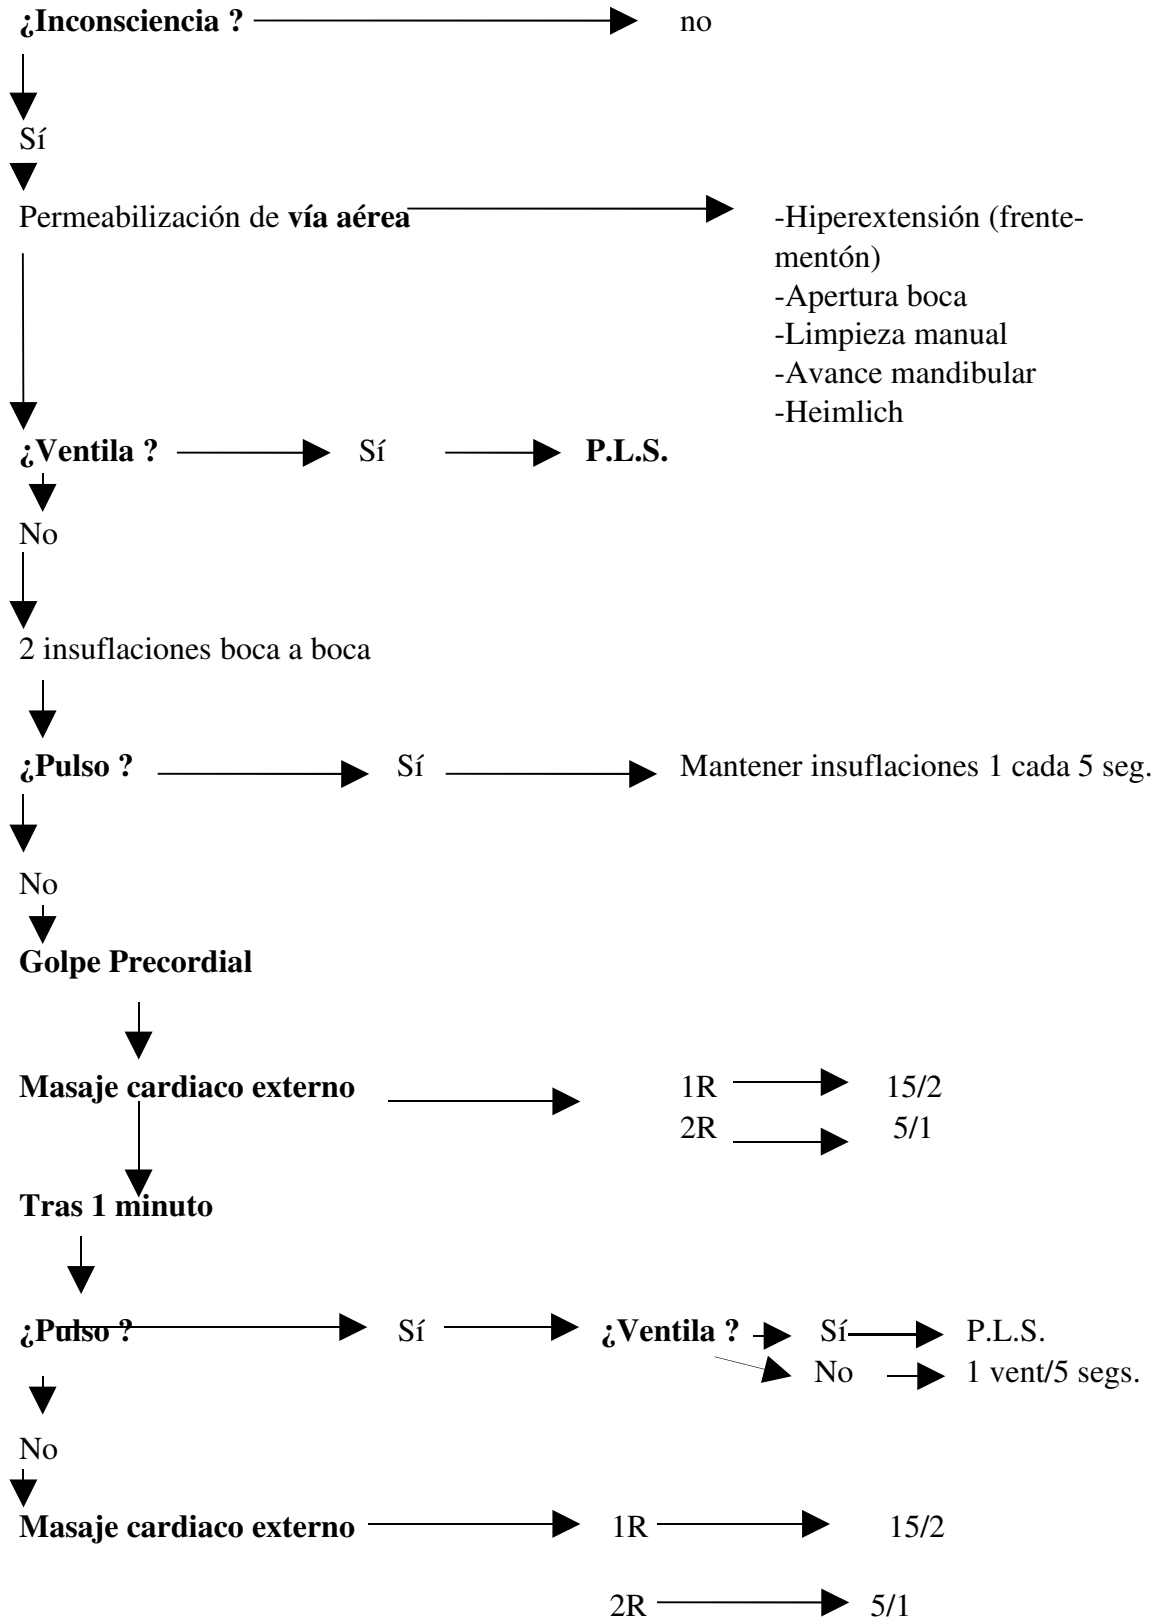 ¿Inconsciencia ? no
Sí
Permeabilización de vía aérea -Hiperextensión (frente-
mentón)
-Apertura boca
-Limpieza manual
-Avance mandibular
-Heimlich
¿Ventila ? Sí P.L.S.
No
2 insuflaciones boca a boca
¿Pulso ? Sí Mantener insuflaciones 1 cada 5 seg.
No
Golpe Precordial
Masaje cardiaco externo 1R 15/2
2R 5/1
Tras 1 minuto
¿Pulso ? Sí ¿Ventila ? Sí P.L.S.
No 1 vent/5 segs.
No
Masaje cardiaco externo 1R 15/2
2R 5/1